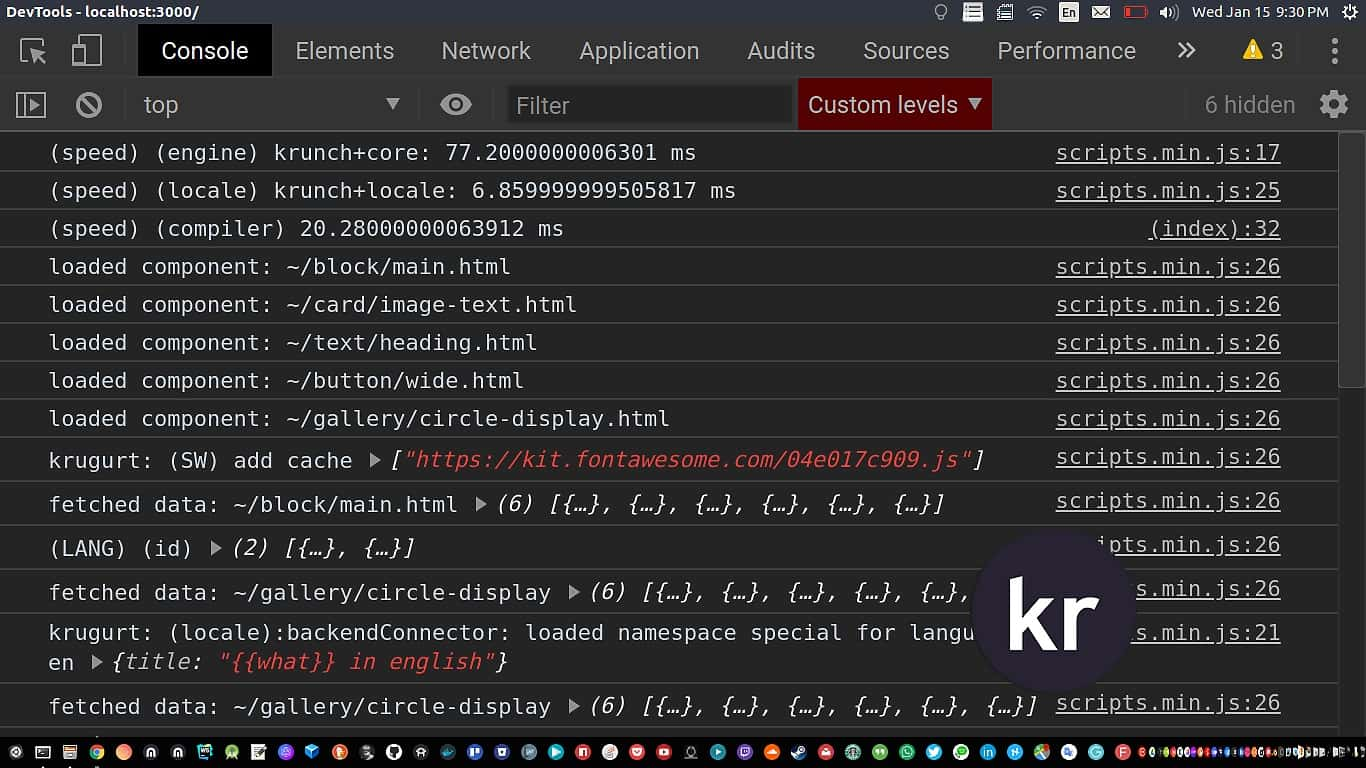 DevTools - localhost:3000/
En
Wed Jan 15 9:30 PM
Console Elements Network Application Audits Sources Performance » 3
top Filter Custom levels 6 hidden
(speed) (engine) krunch+core: 77.2000000006301 ms scripts.min.js:17
(speed) (locale) krunch+locale: 6.859999999505817 ms scripts.min.js:25
(speed) (compiler) 20.28000000063912 ms (index):32
loaded component: ~/block/main.html scripts.min.js:26
loaded component: ~/card/image-text.html scripts.min.js:26
loaded component: ~/text/heading.html scripts.min.js:26
loaded component: ~/button/wide.html scripts.min.js:26
loaded component: ~/gallery/circle-display.html scripts.min.js:26
krugurt: (SW) add cache ["https://kit.fontawesome.com/04e017c909.js"] scripts.min.js:26
fetched data: ~/block/main.html (6) [{…}, {…}, {…}, {…}, {…}, {…}] scripts.min.js:26
(LANG) (id) (2) [{…}, {…}] ipts.min.js:26
fetched data: ~/gallery/circle-display (6) [{…}, {…}, {…}, {…}, {…}, s.min.js:26
krugurt: (locale):backendConnector: loaded namespace special for langu s.min.js:21
en {title: "{{what}} in english"}
kr
fetched data: ~/gallery/circle-display (6) [{…}, {…}, {…}, {…}, {…}, {…}] scripts.min.js:26